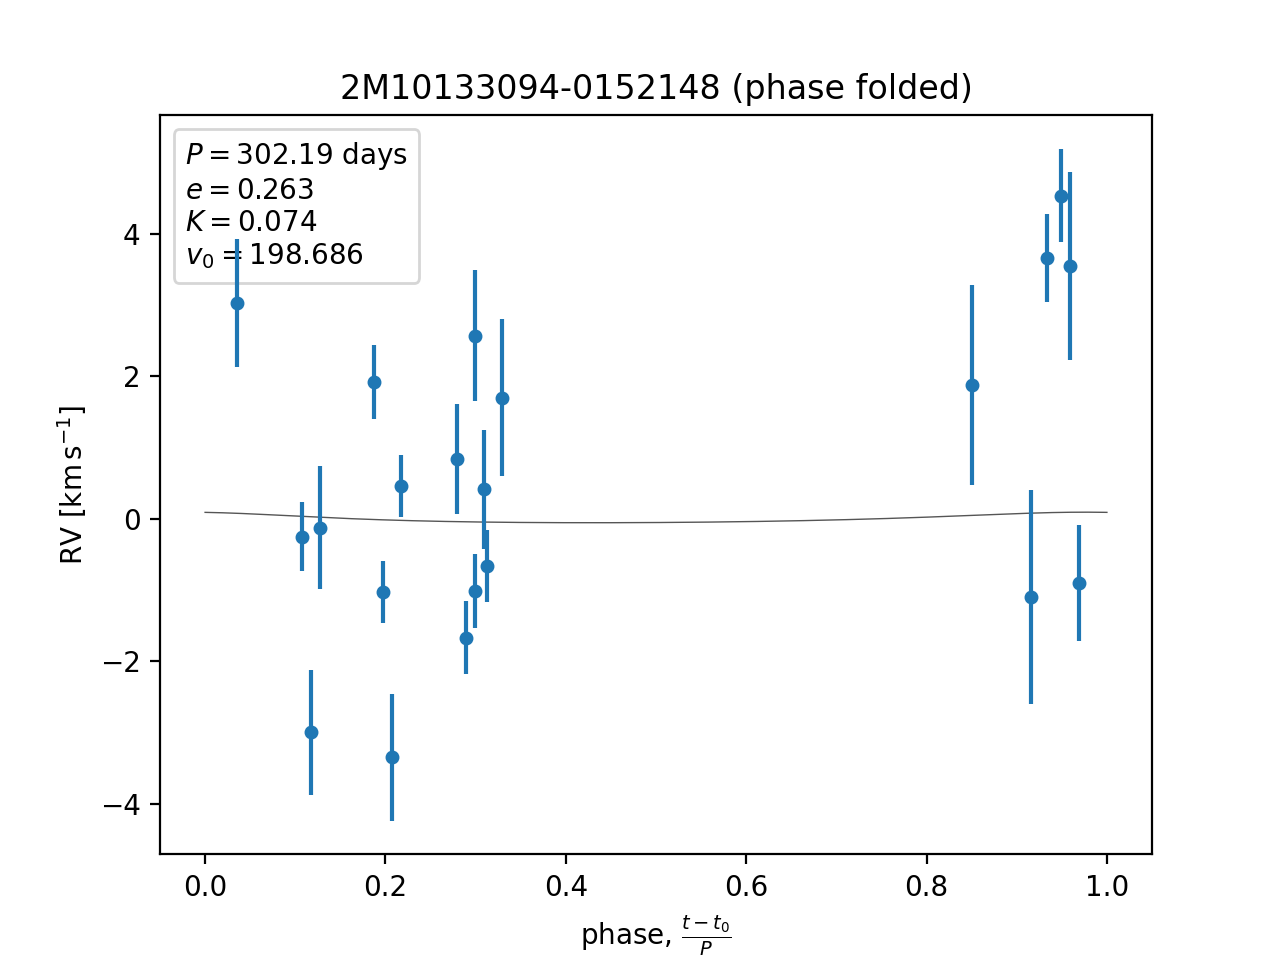 2M10133094-0152148 (phase folded)
P = 302.19 days
e = 0.263
K = 0.074
v₀ = 198.686
4
2
0
−2
−4
RV [km s⁻¹]
0.0 0.2 0.4 0.6 0.8 1.0
phase, (t − t₀)/P